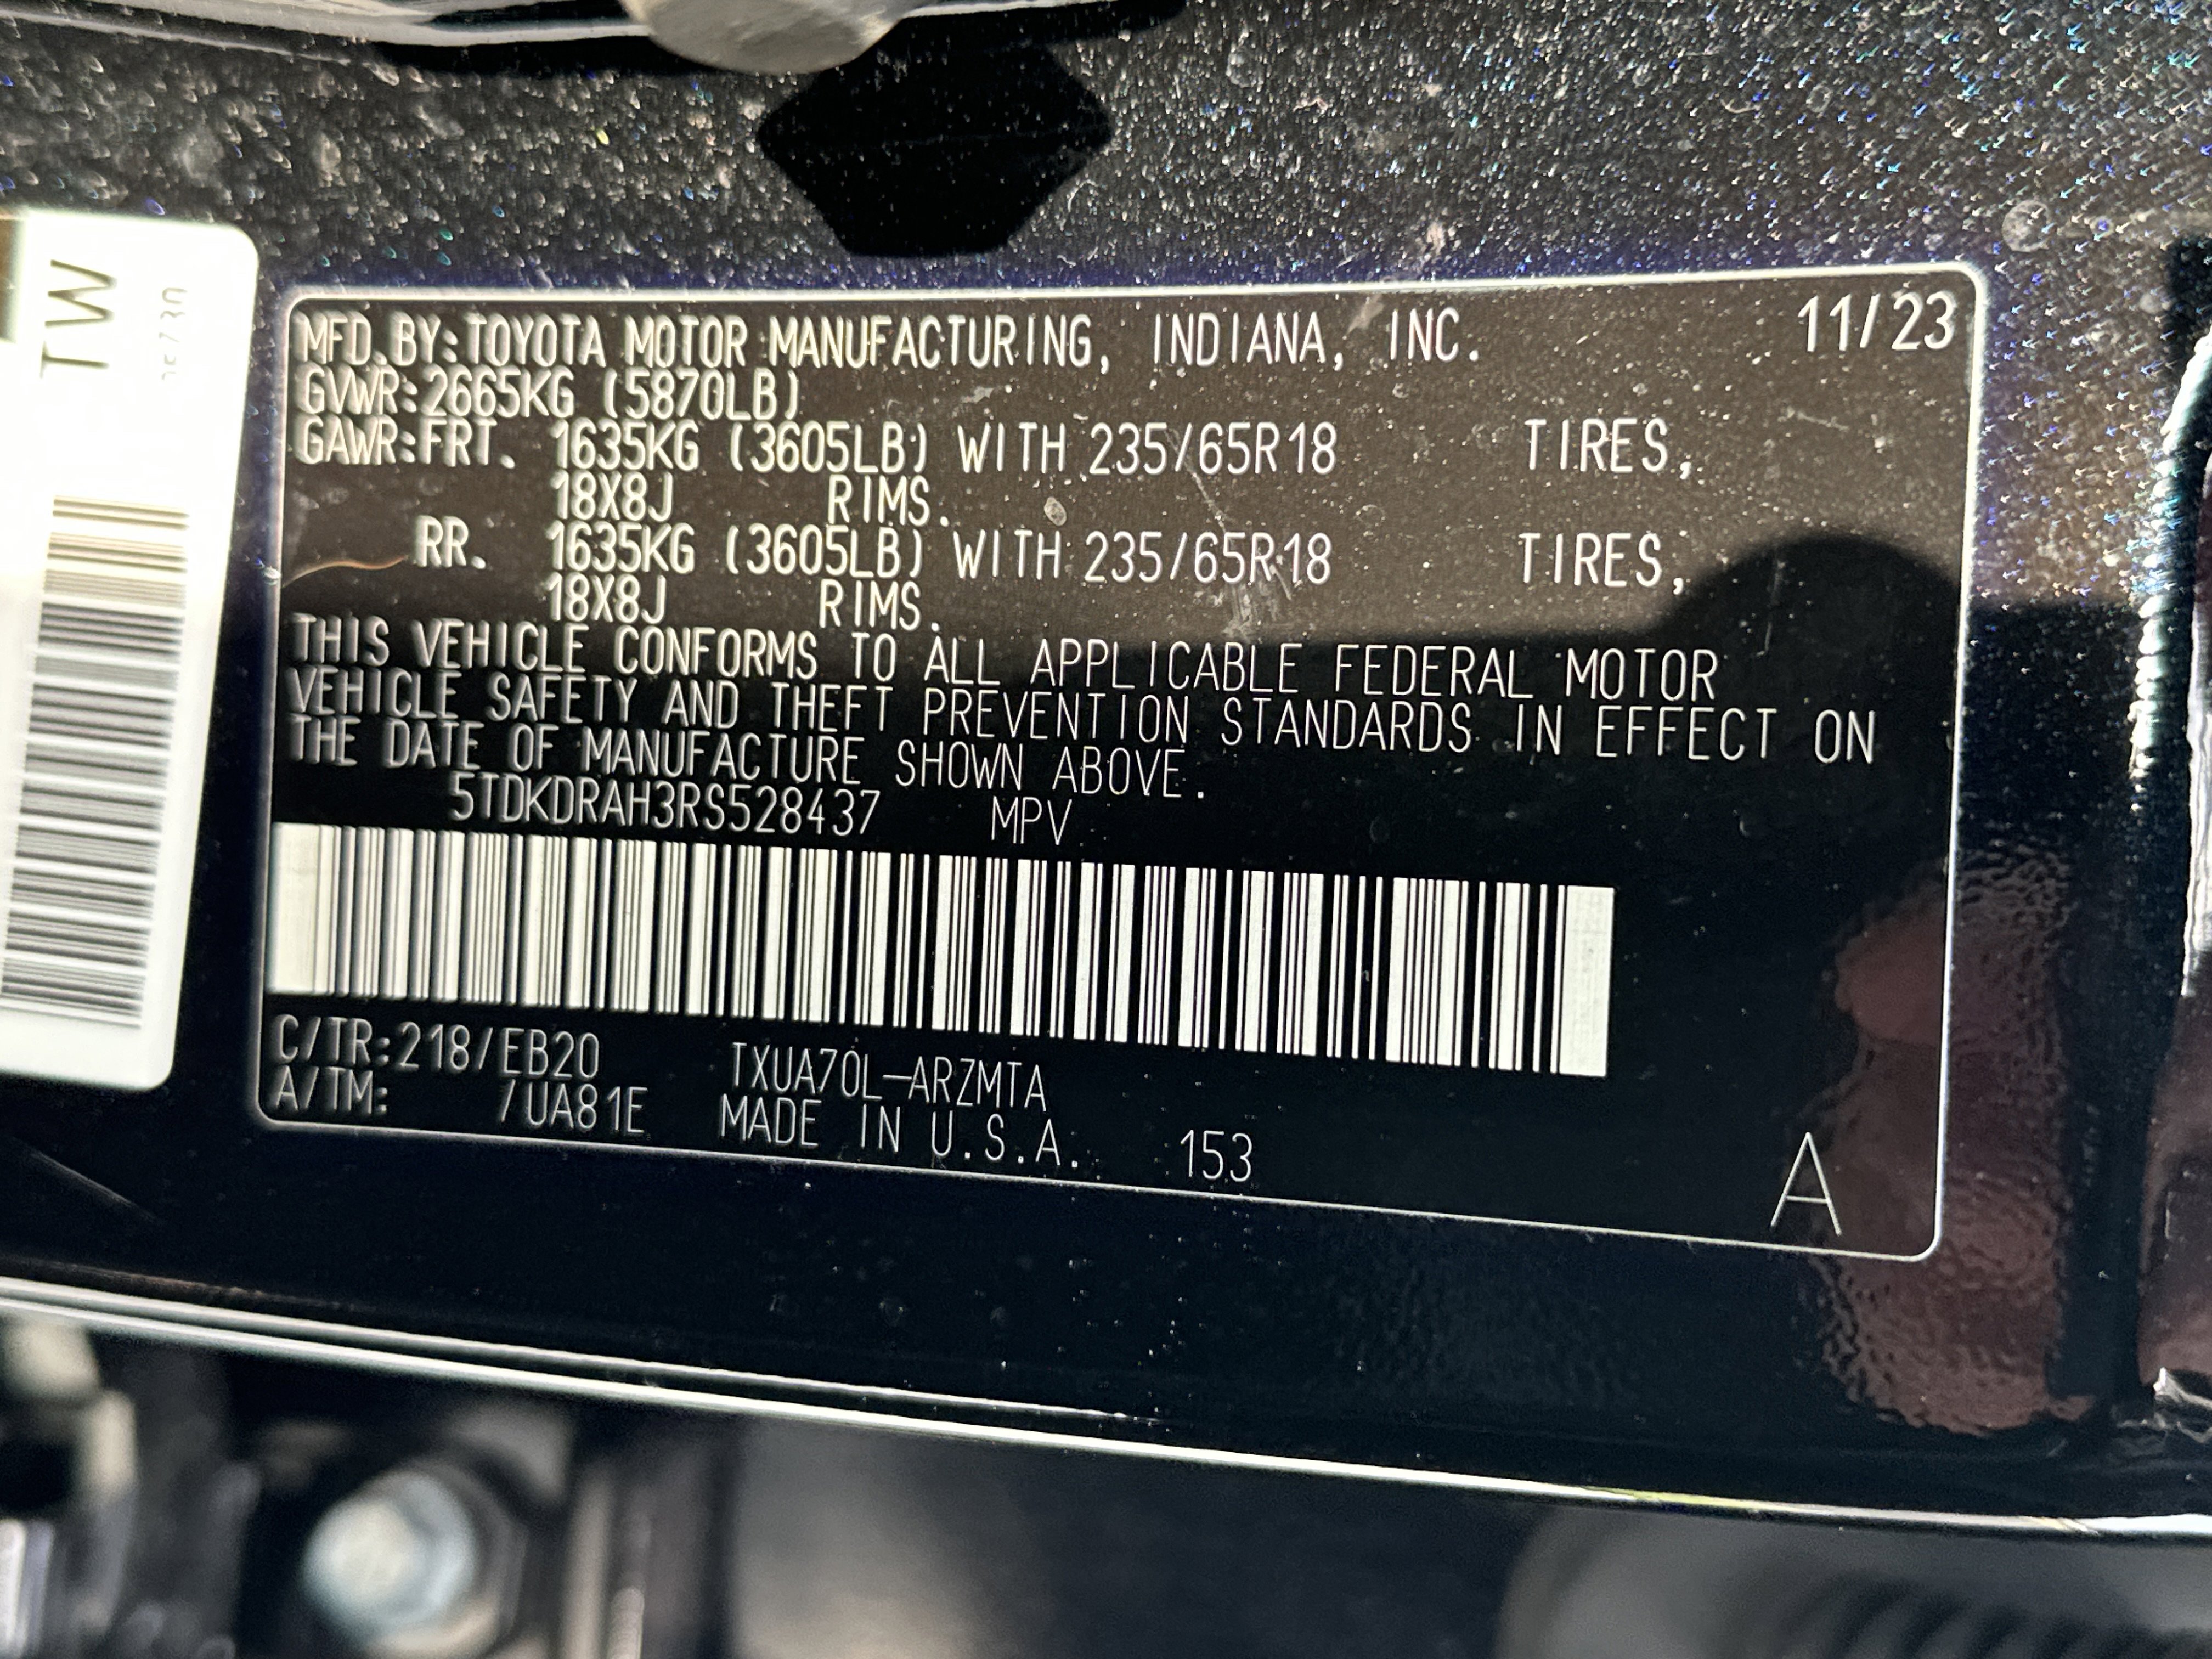 TW
MFD.BY:TOYOTA MOTOR MANUFACTURING, INDIANA, INC. 11/23
GVWR:2665KG (5870LB)
GAWR:FRT. 1635KG (3605LB) WITH 235/65R18 TIRES,
18X8J RIMS.
RR. 1635KG (3605LB) WITH 235/65R18 TIRES,
18X8J RIMS.
THIS VEHICLE CONFORMS TO ALL APPLICABLE FEDERAL MOTOR
VEHICLE SAFETY AND THEFT PREVENTION STANDARDS IN EFFECT ON
THE DATE OF MANUFACTURE SHOWN ABOVE.
5TDKDRAH3RS528437 MPV
C/TR:218/EB20 TXUA70L-ARZMTA
A/TM: /UA81E MADE IN U.S.A. 153
A